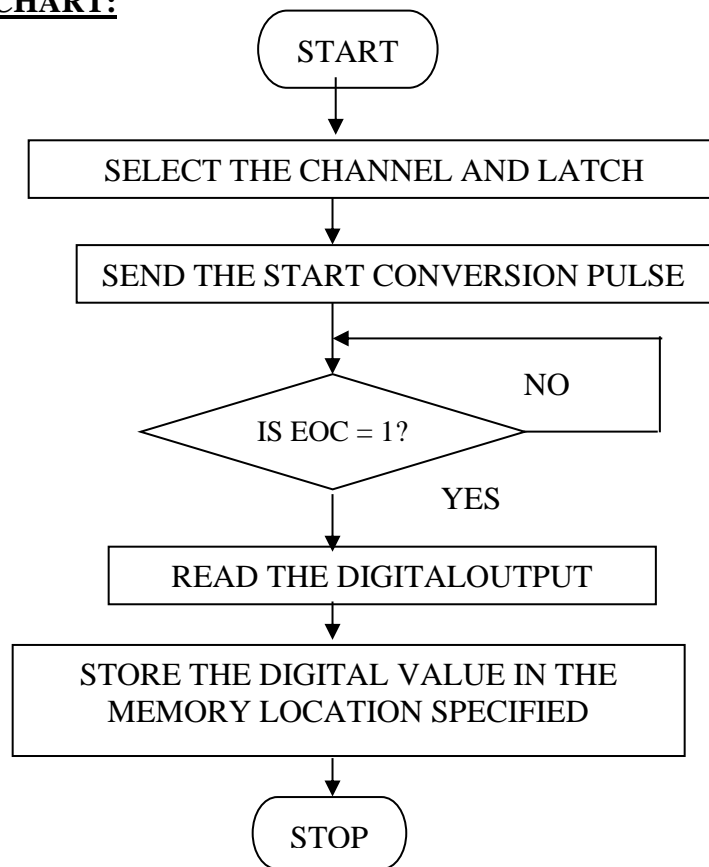 CHART:
START
SELECT THE CHANNEL AND LATCH
SEND THE START CONVERSION PULSE
NO
IS EOC = 1?
YES
READ THE DIGITALOUTPUT
STORE THE DIGITAL VALUE IN THE
MEMORY LOCATION SPECIFIED
STOP